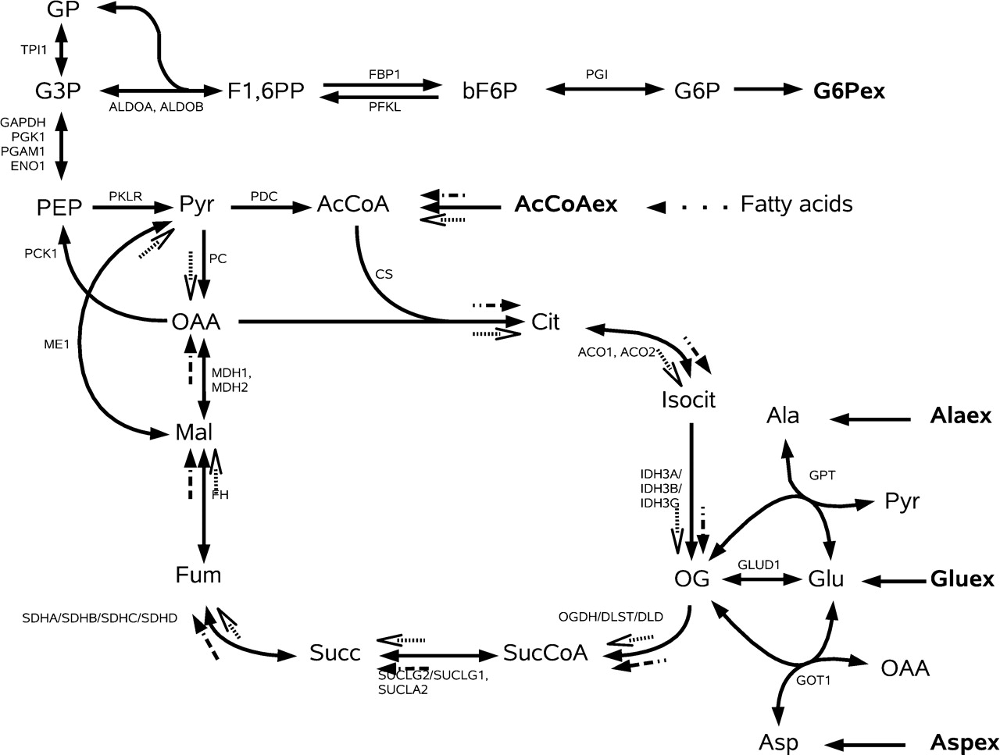 GP
TPI1
G3P
ALDOA, ALDOB
F1,6PP
FBP1
PFKL
bF6P
PGI
G6P
G6Pex
GAPDH
PGK1
PGAM1
ENO1
PEP
PKLR
Pyr
PDC
AcCoA
AcCoAex
Fatty acids
PCK1
PC
CS
OAA
Cit
ME1
ACO1, ACO2
MDH1,
MDH2
Isocit
Mal
Ala
Alaex
IDH3A/
IDH3B/
IDH3G
GPT
FH
Pyr
Fum
OG
GLUD1
Glu
Gluex
SDHA/SDHB/SDHC/SDHD
OGDH/DLST/DLD
Succ
SucCoA
SUCLG2/SUCLG1,
SUCLA2
GOT1
OAA
Asp
Aspex